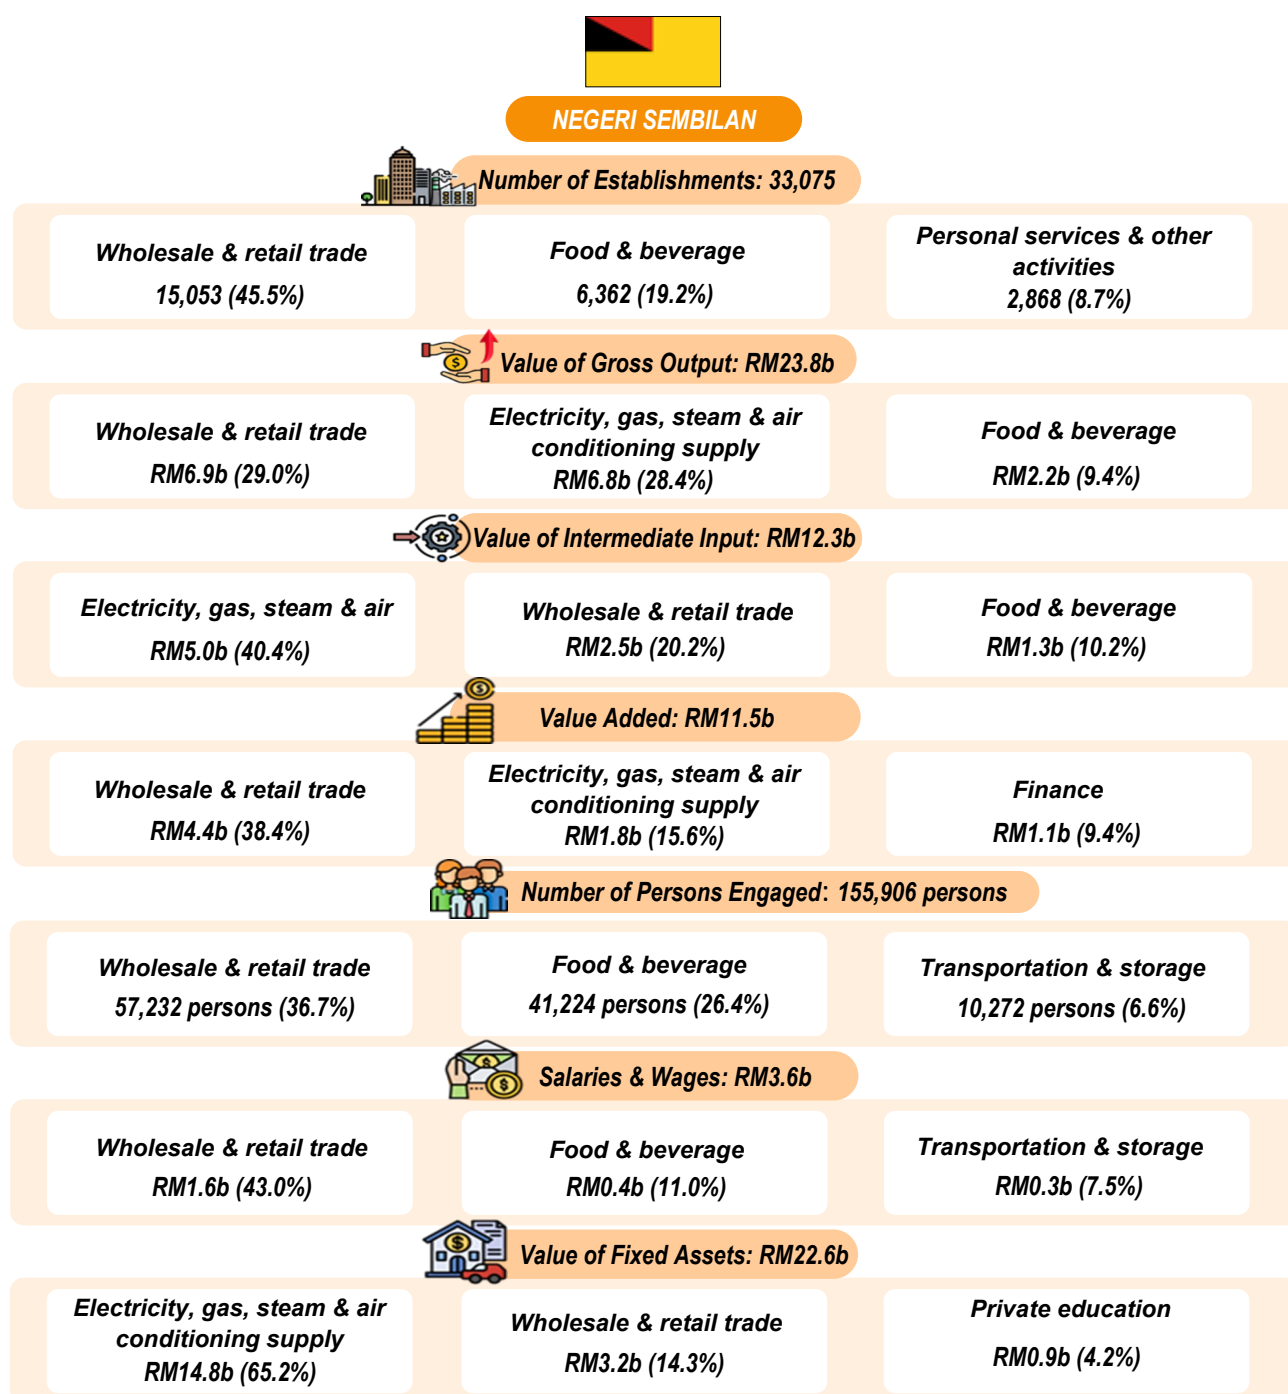 NEGERI SEMBILAN
Number of Establishments: 33,075
Wholesale & retail trade
15,053 (45.5%)
Food & beverage
6,362 (19.2%)
Personal services & other
activities
2,868 (8.7%)
Value of Gross Output: RM23.8b
Wholesale & retail trade
RM6.9b (29.0%)
Electricity, gas, steam & air
conditioning supply
RM6.8b (28.4%)
Food & beverage
RM2.2b (9.4%)
Value of Intermediate Input: RM12.3b
Electricity, gas, steam & air
RM5.0b (40.4%)
Wholesale & retail trade
RM2.5b (20.2%)
Food & beverage
RM1.3b (10.2%)
Value Added: RM11.5b
Wholesale & retail trade
RM4.4b (38.4%)
Electricity, gas, steam & air
conditioning supply
RM1.8b (15.6%)
Finance
RM1.1b (9.4%)
Number of Persons Engaged: 155,906 persons
Wholesale & retail trade
57,232 persons (36.7%)
Food & beverage
41,224 persons (26.4%)
Transportation & storage
10,272 persons (6.6%)
Salaries & Wages: RM3.6b
Wholesale & retail trade
RM1.6b (43.0%)
Food & beverage
RM0.4b (11.0%)
Transportation & storage
RM0.3b (7.5%)
Value of Fixed Assets: RM22.6b
Electricity, gas, steam & air
conditioning supply
RM14.8b (65.2%)
Wholesale & retail trade
RM3.2b (14.3%)
Private education
RM0.9b (4.2%)